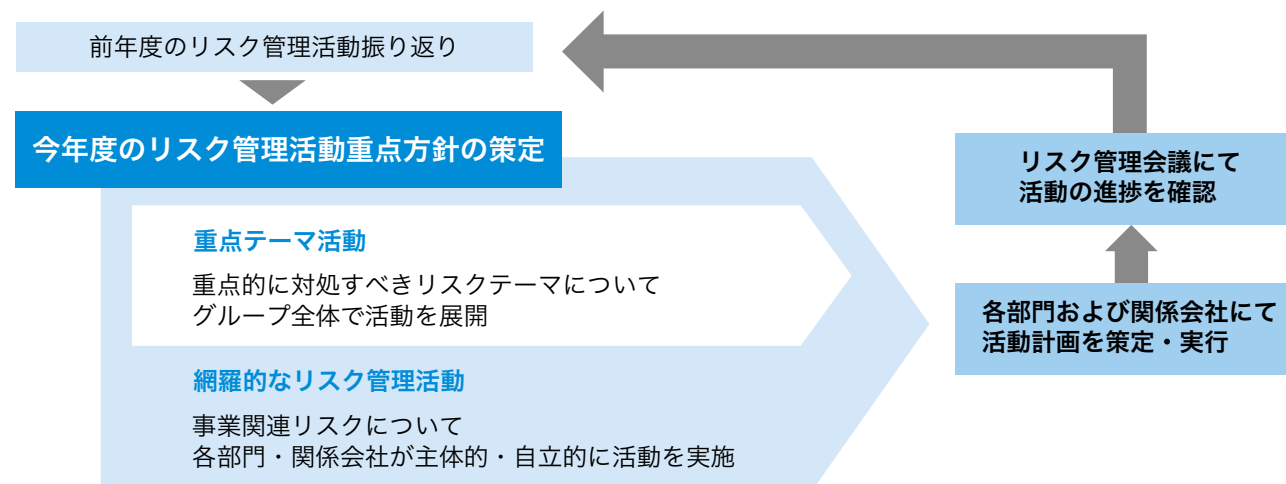 前年度のリスク管理活動振り返り
今年度のリスク管理活動重点方針の策定
重点テーマ活動
重点的に対処すべきリスクテーマについて
グループ全体で活動を展開
網羅的なリスク管理活動
事業関連リスクについて
各部門・関係会社が主体的・自立的に活動を実施
各部門および関係会社にて
活動計画を策定・実行
リスク管理会議にて
活動の進捗を確認